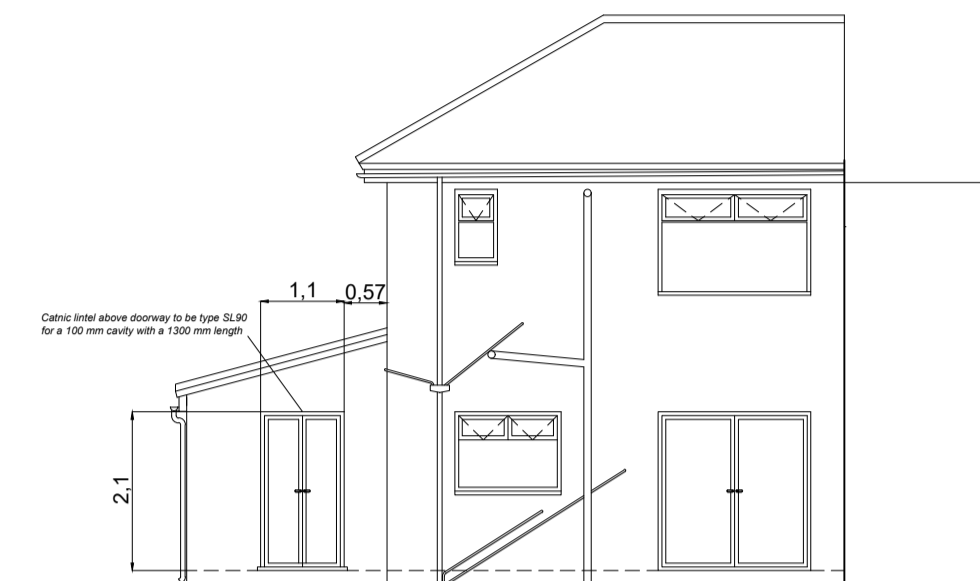 1,1
0,57
Catnic lintel above doorway to be type SL90
for a 100 mm cavity with a 1300 mm length
2,1